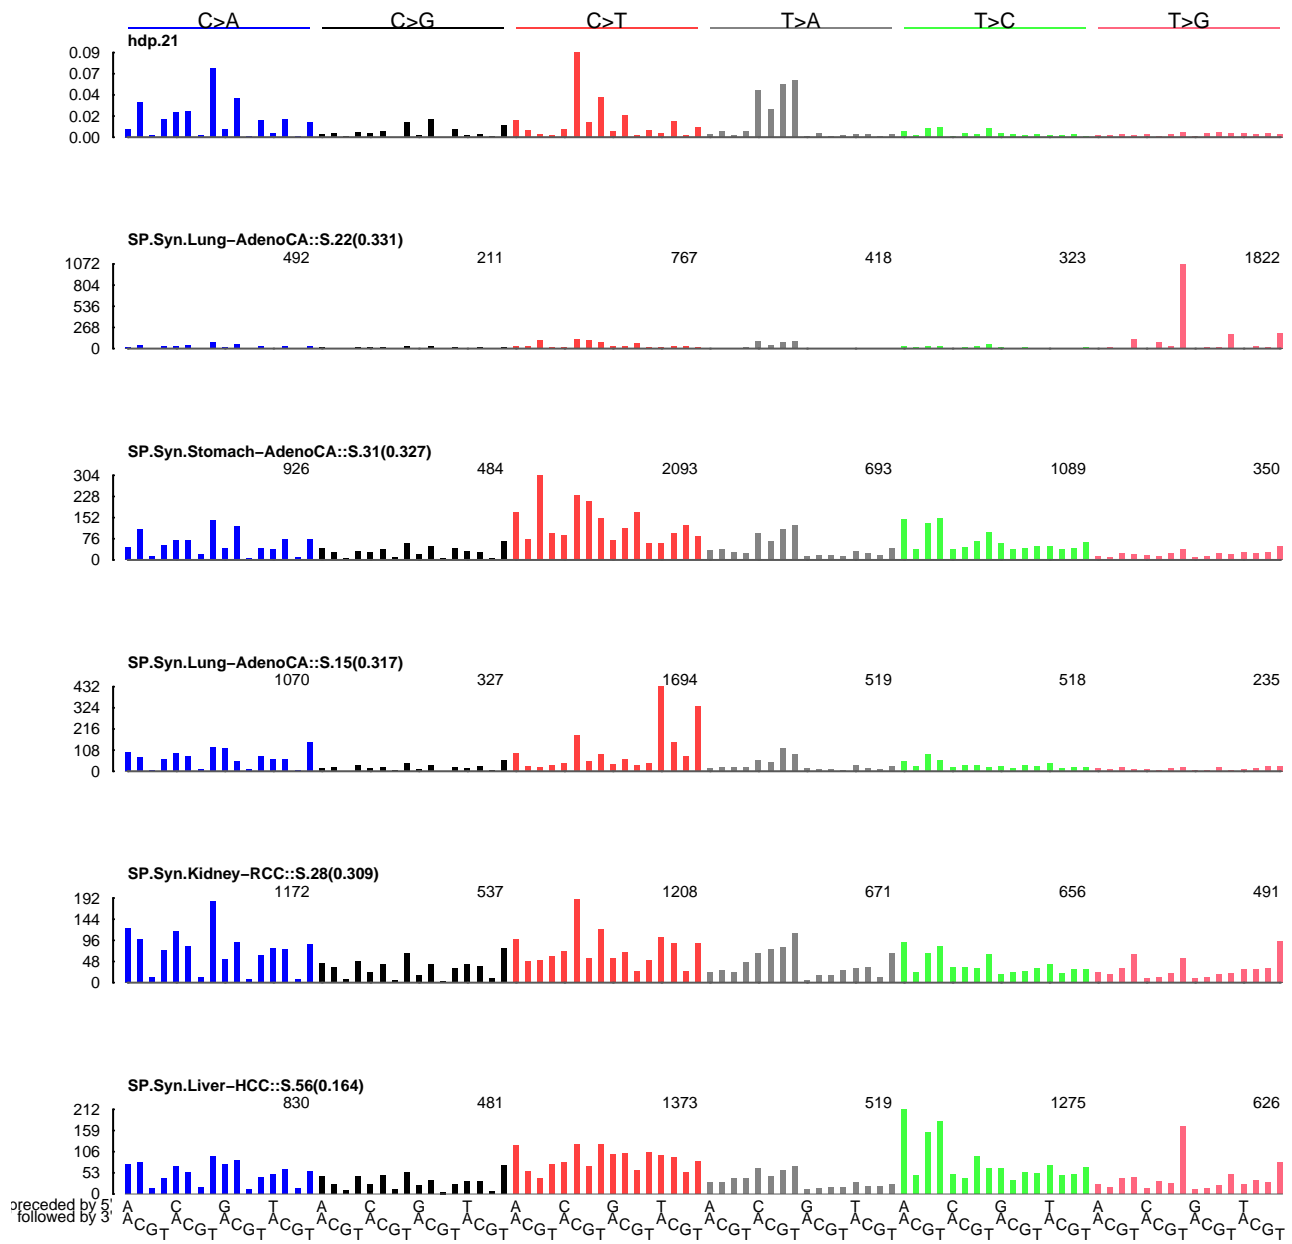 C>A C>G C>T T>A T>C T>G
hdp.21
0.09
0.07
0.04
0.02
0.00
SP.Syn.Lung−AdenoCA::S.22(0.331)
492 211 767 418 323 1822
1072
804
536
268
0
SP.Syn.Stomach−AdenoCA::S.31(0.327)
926 484 2093 693 1089 350
304
228
152
76
0
SP.Syn.Lung−AdenoCA::S.15(0.317)
1070 327 1694 519 518 235
432
324
216
108
0
SP.Syn.Kidney−RCC::S.28(0.309)
1172 537 1208 671 656 491
192
144
96
48
0
SP.Syn.Liver−HCC::S.56(0.164)
830 481 1373 519 1275 626
212
159
106
53
0
preceded by 5' A C G T A C G T A C G T A C G T A C G T A C G T
followed by 3' A C G T A C G T A C G T A C G T A C G T A C G T A C G T A C G T A C G T A C G T A C G T A C G T A C G T A C G T A C G T A C G T A C G T A C G T A C G T A C G T A C G T A C G T A C G T A C G T